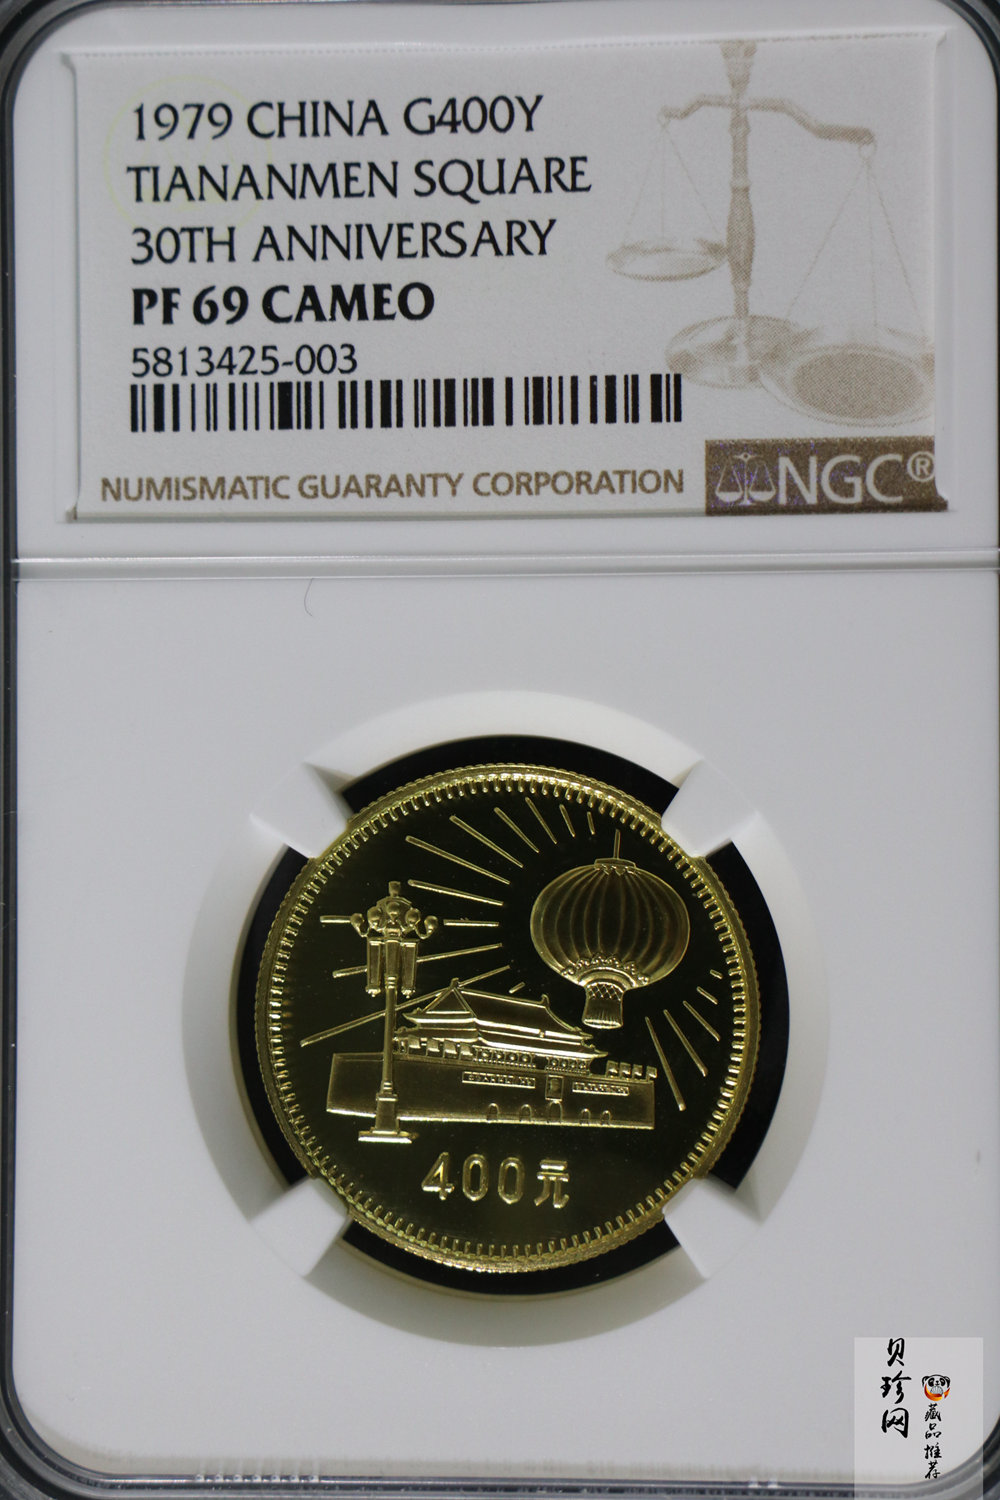 1979 CHINA G400Y
TIANANMEN SQUARE
30TH ANNIVERSARY
PF 69 CAMEO
5813425-003
NUMISMATIC GUARANTY CORPORATION
NGC®
400元
贝珍网
藏品推荐